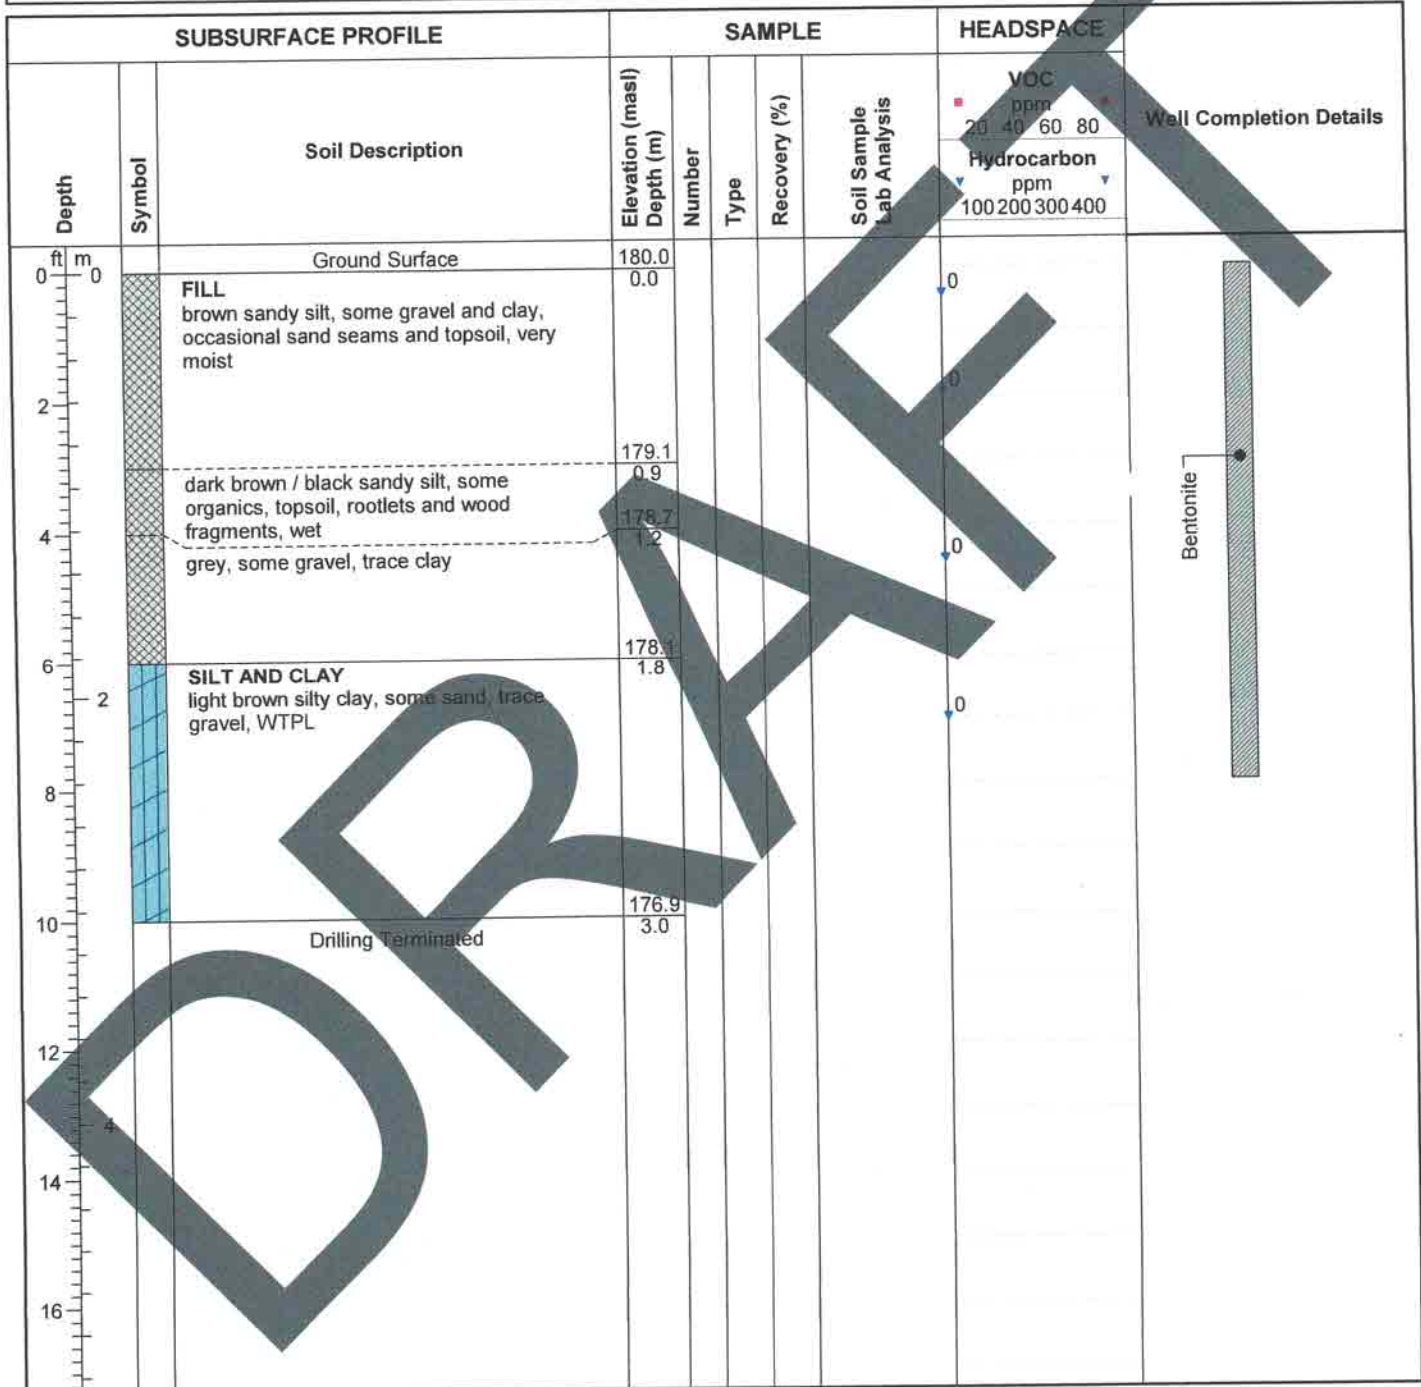 SUBSURFACE PROFILE
SAMPLE
HEADSPACE
Depth
Symbol
Soil Description
Elevation (masl)
Depth (m)
Number
Type
Recovery (%)
Soil Sample
Lab Analysis
VOC
ppm
20 40 60 80
Hydrocarbon
ppm
100 200 300 400
Well Completion Details
ft m
Ground Surface
180.0
0 0
0.0
FILL
brown sandy silt, some gravel and clay,
occasional sand seams and topsoil, very
moist
0
0
2
179.1
0.9
dark brown / black sandy silt, some
organics, topsoil, rootlets and wood
fragments, wet
178.7
1.2
4
grey, some gravel, trace clay
0
Bentonite
178.1
1.8
6
SILT AND CLAY
light brown silty clay, some sand, trace
gravel, WTPL
2
0
8
176.9
3.0
10
Drilling Terminated
12
4
14
16
DRAFT